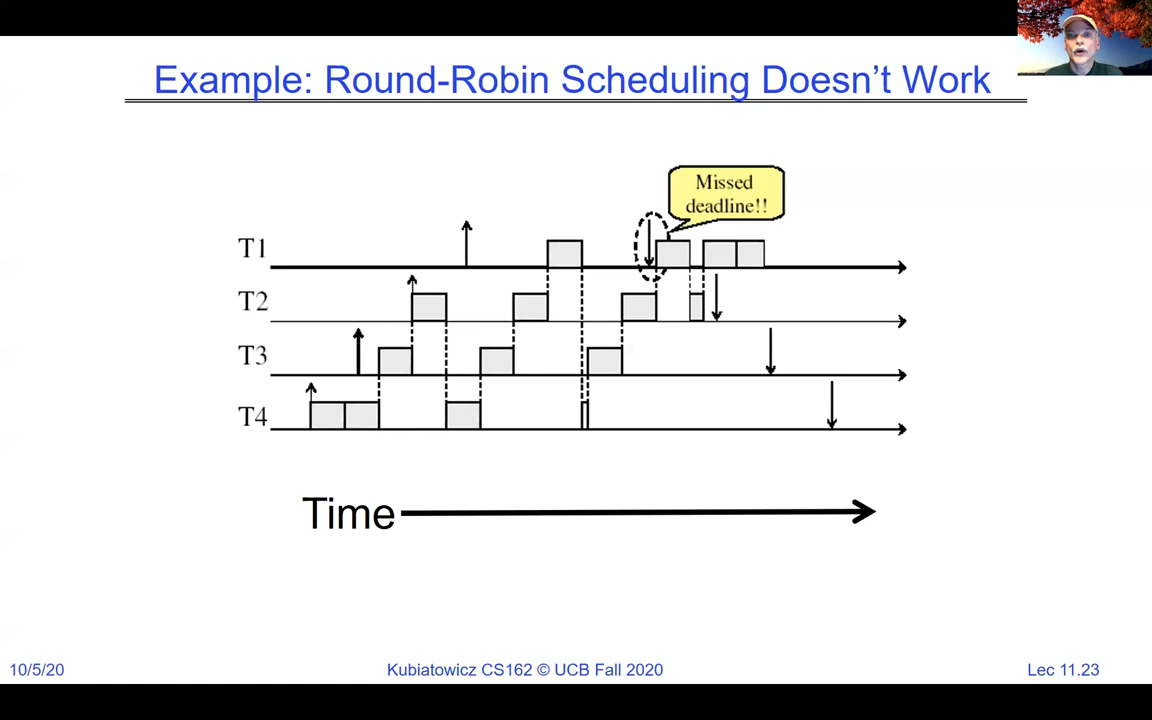 Example: Round-Robin Scheduling Doesn't Work
Missed
deadline!!
T1
T2
T3
T4
Time
10/5/20
Kubiatowicz CS162 © UCB Fall 2020
Lec 11.23